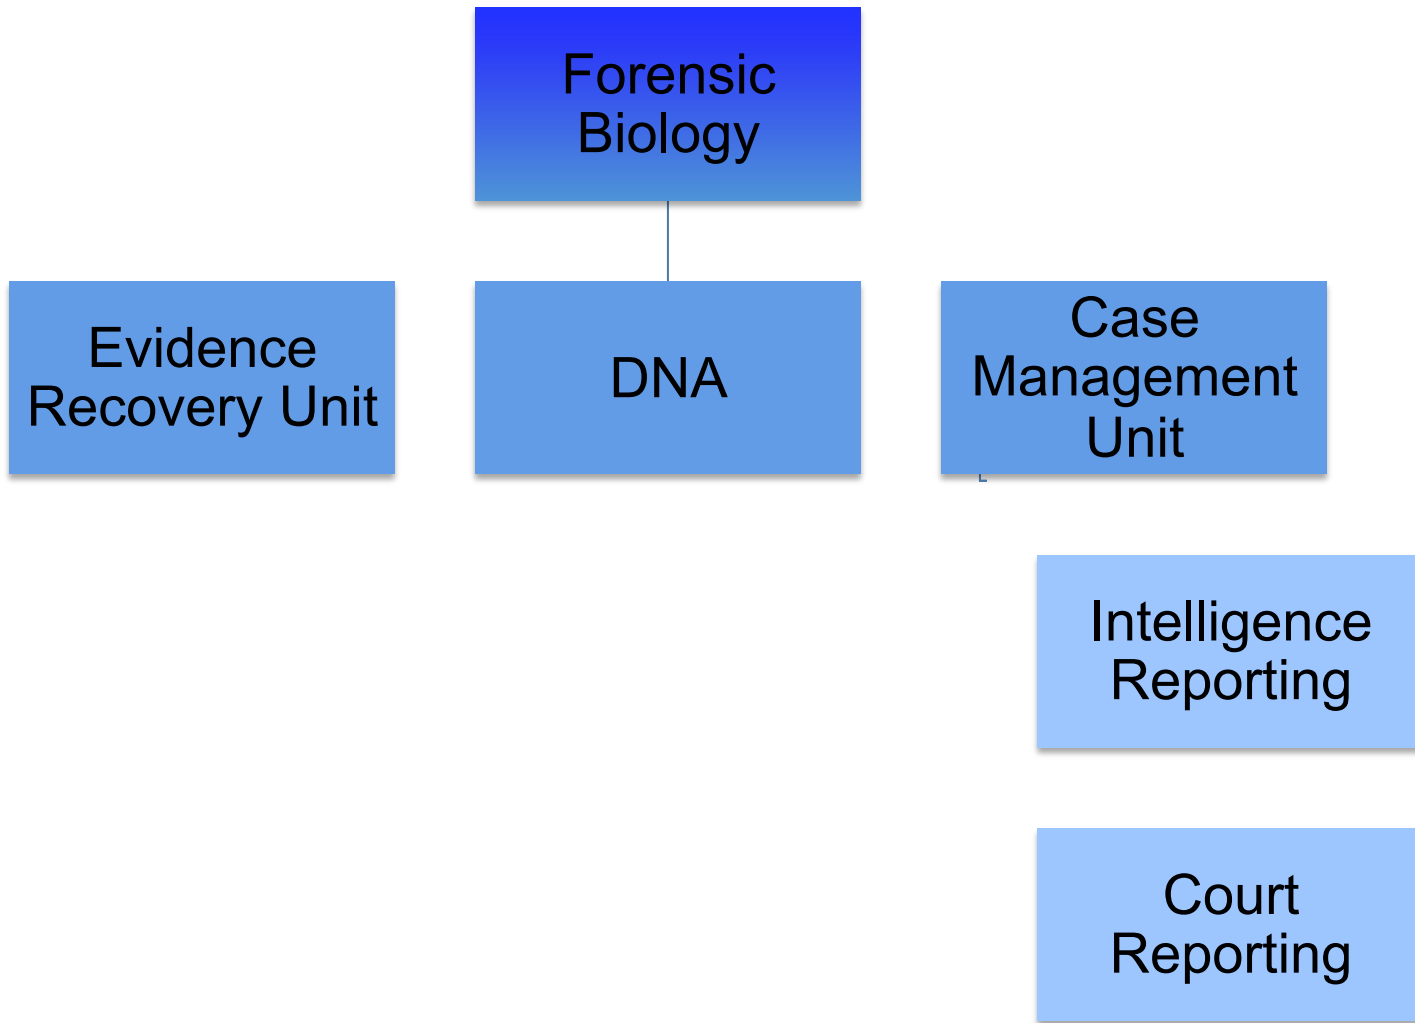 Forensic
Biology
Evidence
Recovery Unit
DNA
Case
Management
Unit
Intelligence
Reporting
Court
Reporting